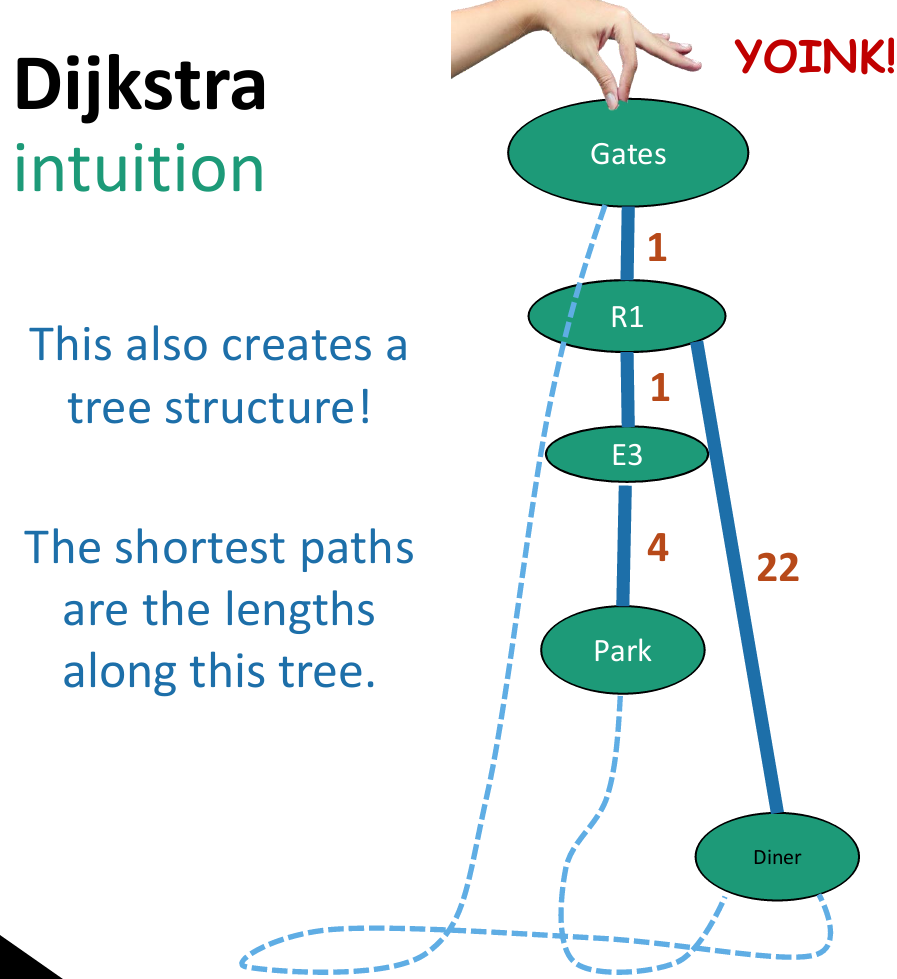 Dijkstra
intuition
YOINK!
Gates
1
This also creates a
tree structure!
R1
1
E3
The shortest paths
are the lengths
along this tree.
4
22
Park
Diner